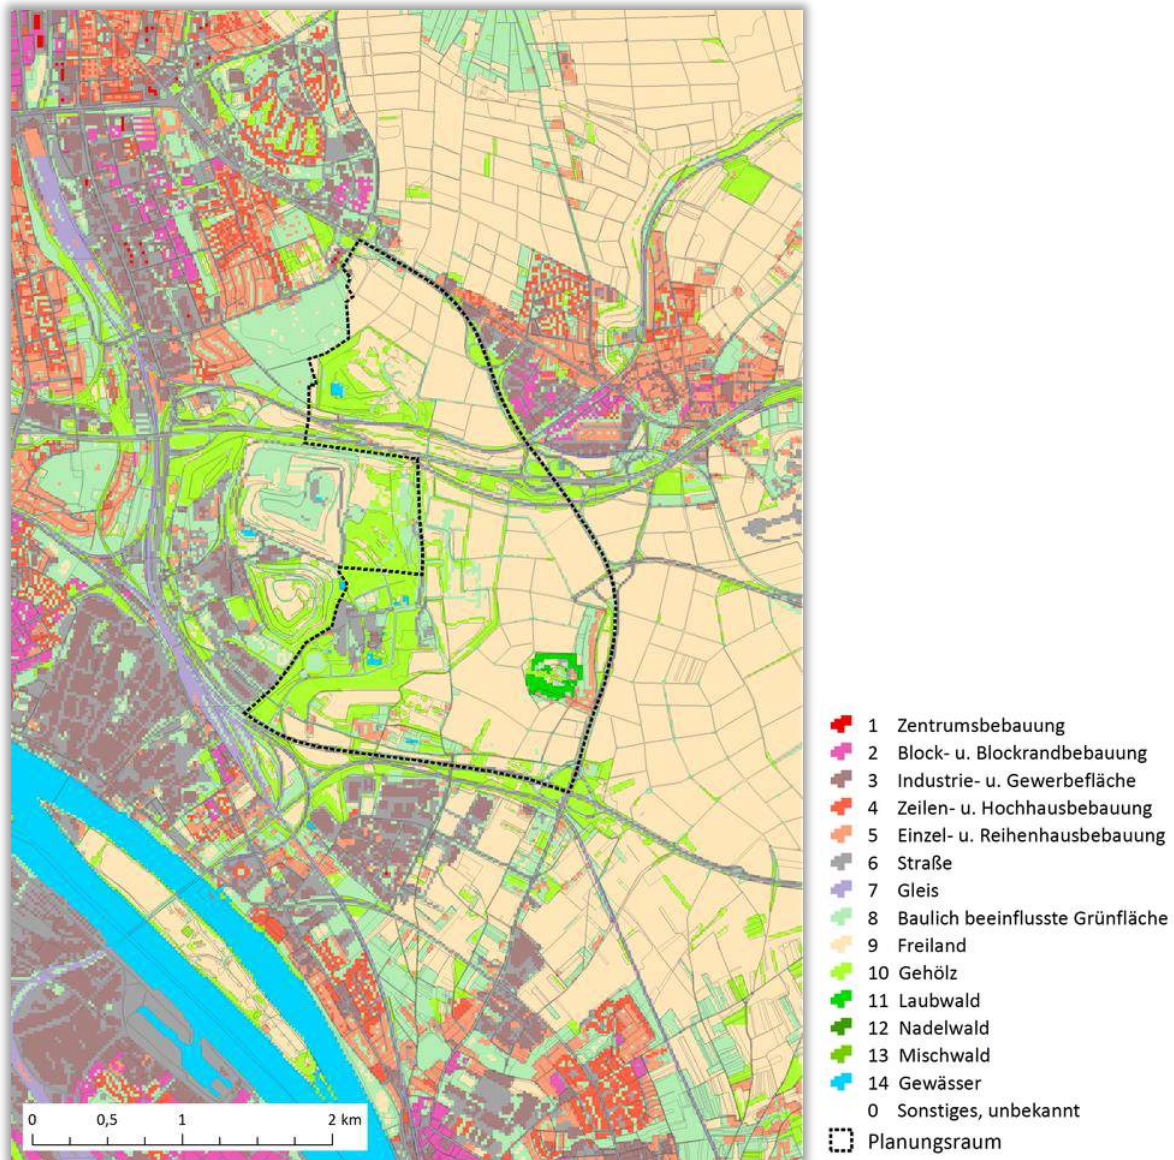 1 Zentrumsbebauung
2 Block- u. Blockrandbebauung
3 Industrie- u. Gewerbefläche
4 Zeilen- u. Hochhausbebauung
5 Einzel- u. Reihenhausbebauung
6 Straße
7 Gleis
8 Baulich beeinflusste Grünfläche
9 Freiland
10 Gehölz
11 Laubwald
12 Nadelwald
13 Mischwald
14 Gewässer
0 Sonstiges, unbekannt
Planungsraum
0 0,5 1 2 km